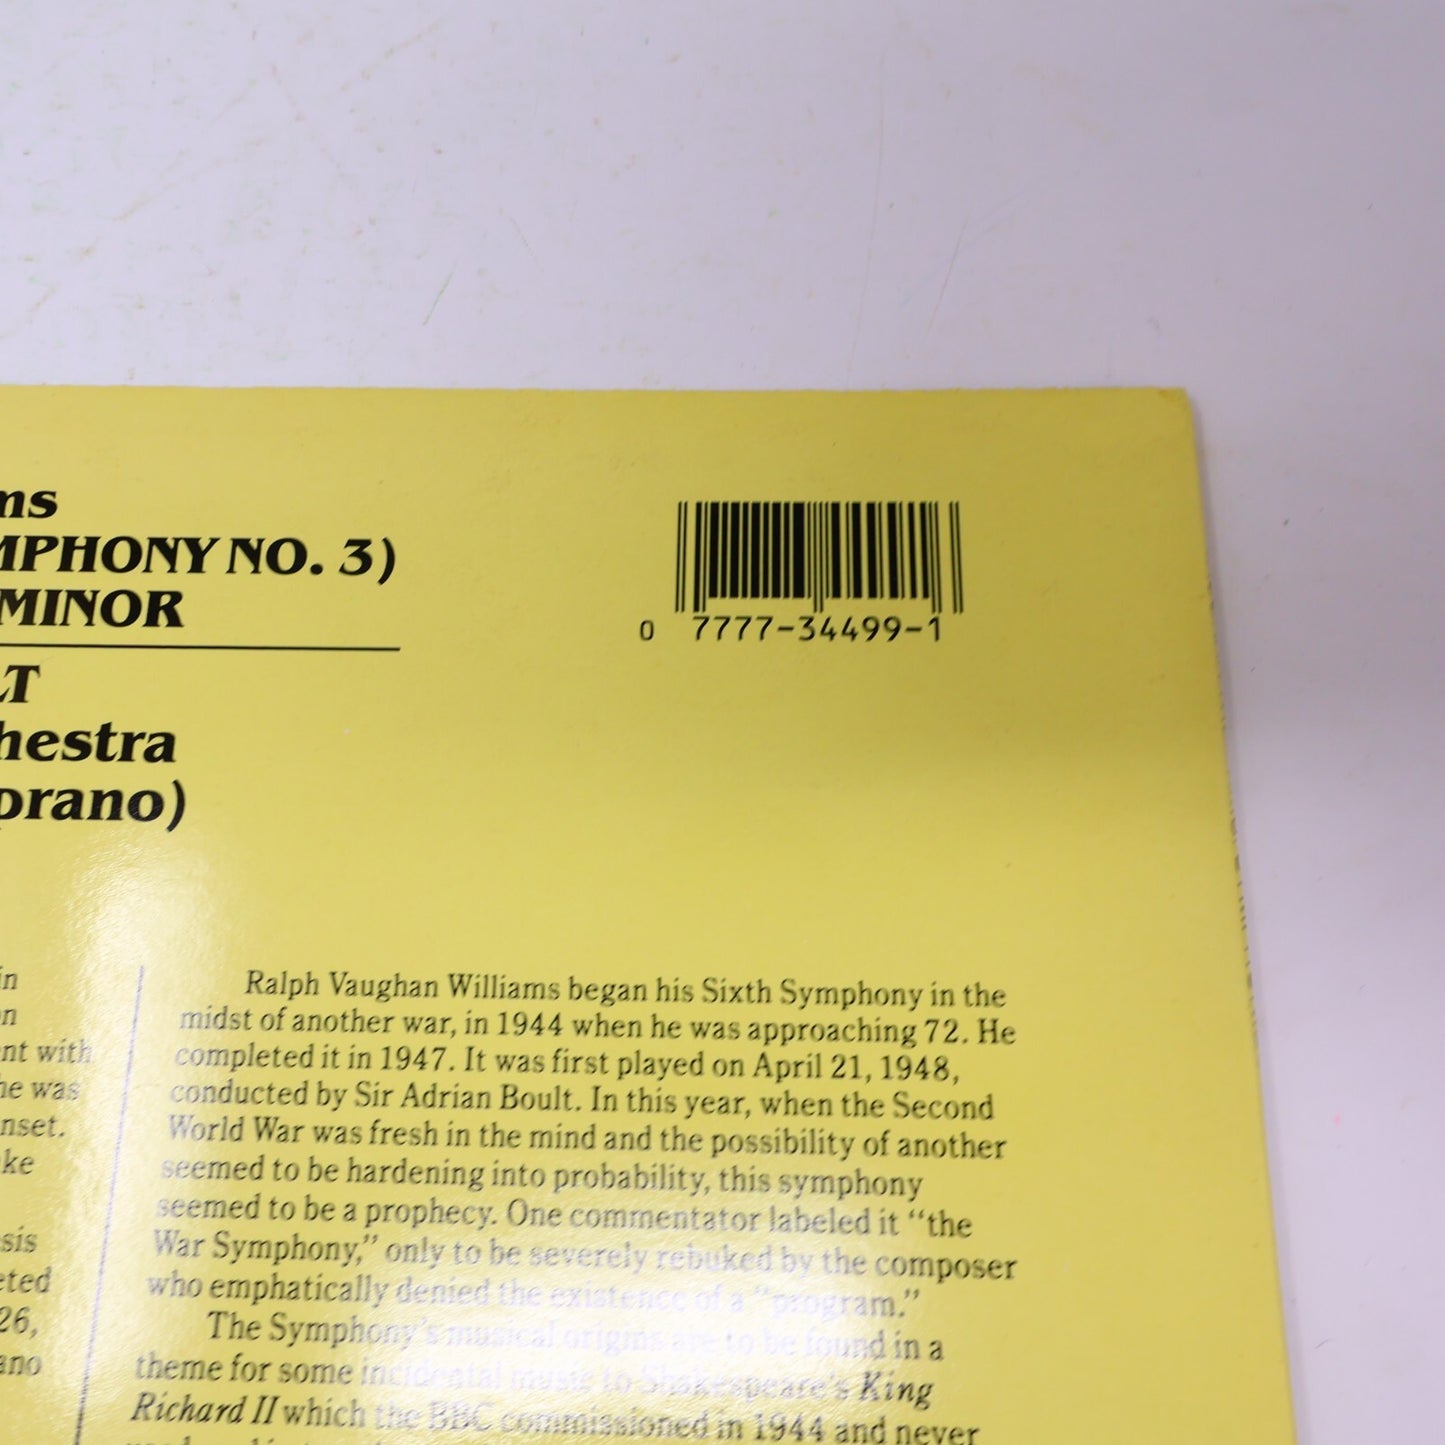 ms
MPHONY NO. 3)
MINOR
LT
hestra
prano)
0 7777-34499-1
in
on
ent with
he was
nset.
ke
sis
eted
26,
ano
Ralph Vaughan Williams began his Sixth Symphony in the
midst of another war, in 1944 when he was approaching 72. He
completed it in 1947. It was first played on April 21, 1948,
conducted by Sir Adrian Boult. In this year, when the Second
World War was fresh in the mind and the possibility of another
seemed to be hardening into probability, this symphony
seemed to be a prophecy. One commentator labeled it "the
War Symphony," only to be severely rebuked by the composer
who emphatically denied the existence of a "program."
The Symphony's musical origins are to be found in a
theme for some incidental music to Shakespeare's King
Richard II which the BBC commissioned in 1944 and never